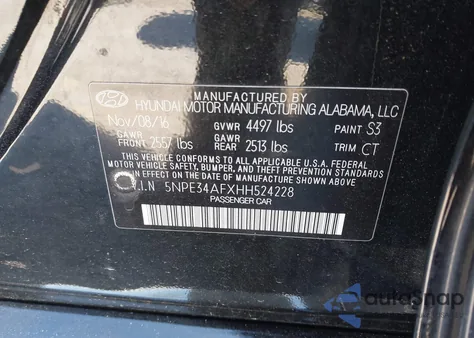 MANUFACTURED BY
HYUNDAI MOTOR MANUFACTURING ALABAMA, LLC
Nov/08/16 GVWR 4497 lbs PAINT S3
GAWR FRONT 2557 lbs GAWR REAR 2513 lbs TRIM CT
THIS VEHICLE CONFORMS TO ALL APPLICABLE U.S.A. FEDERAL
MOTOR VEHICLE SAFETY, BUMPER, AND THEFT PREVENTION STANDARDS
IN EFFECT ON THE DATE OF MANUFACTURE SHOWN ABOVE.
V.I.N 5NPE34AFXHH524228
PASSENGER CAR
autosnap